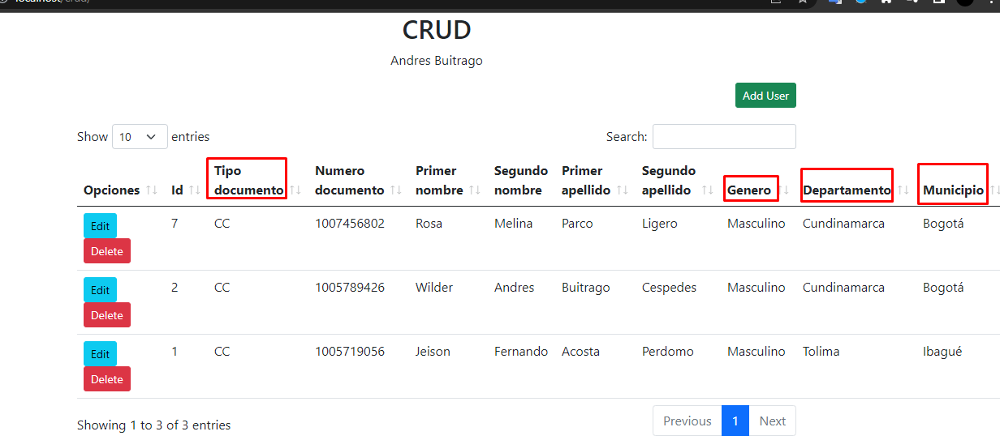 CRUD
Andres Buitrago
Add User
Show 10 entries Search:
Opciones Id Tipo documento Numero documento Primer nombre Segundo nombre Primer apellido Segundo apellido Genero Departamento Municipio
Edit Delete 7 CC 1007456802 Rosa Melina Parco Ligero Masculino Cundinamarca Bogotá
Edit Delete 2 CC 1005789426 Wilder Andres Buitrago Cespedes Masculino Cundinamarca Bogotá
Edit Delete 1 CC 1005719056 Jeison Fernando Acosta Perdomo Masculino Tolima Ibagué
Showing 1 to 3 of 3 entries Previous 1 Next